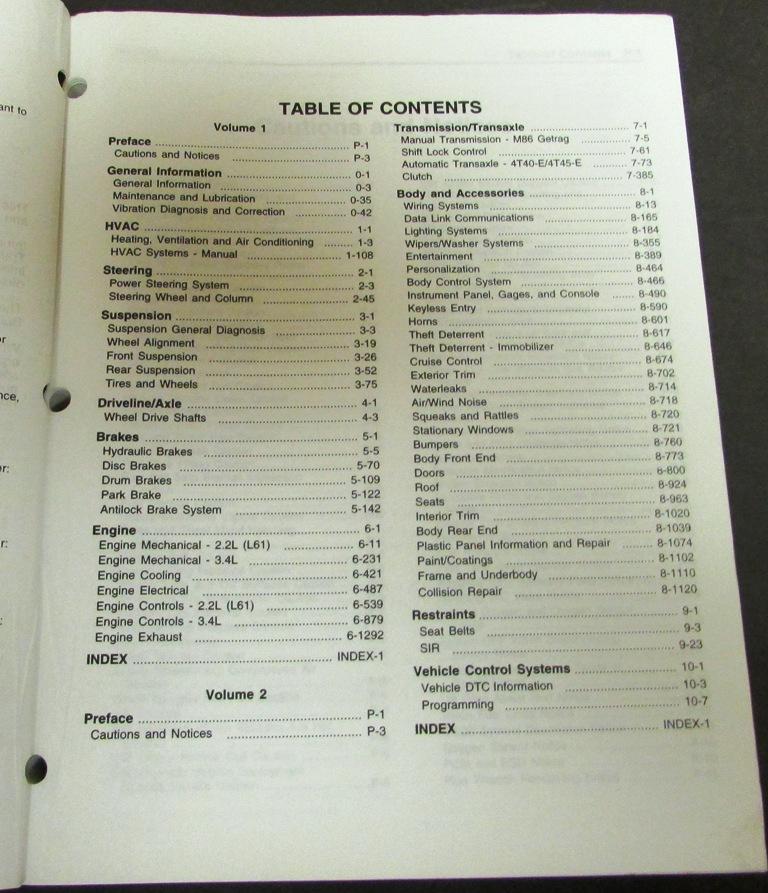 ant to
or
nce,
er:
r:
:
TABLE OF CONTENTS
Volume 1
Preface ........ P-1
Cautions and Notices ........ P-3
General Information ........ 0-1
General Information ........ 0-3
Maintenance and Lubrication ........ 0-35
Vibration Diagnosis and Correction ........ 0-42
HVAC ........ 1-1
Heating, Ventilation and Air Conditioning ........ 1-3
HVAC Systems - Manual ........ 1-108
Steering ........ 2-1
Power Steering System ........ 2-3
Steering Wheel and Column ........ 2-45
Suspension ........ 3-1
Suspension General Diagnosis ........ 3-3
Wheel Alignment ........ 3-19
Front Suspension ........ 3-26
Rear Suspension ........ 3-52
Tires and Wheels ........ 3-75
Driveline/Axle ........ 4-1
Wheel Drive Shafts ........ 4-3
Brakes ........ 5-1
Hydraulic Brakes ........ 5-5
Disc Brakes ........ 5-70
Drum Brakes ........ 5-109
Park Brake ........ 5-122
Antilock Brake System ........ 5-142
Engine ........ 6-1
Engine Mechanical - 2.2L (L61) ........ 6-11
Engine Mechanical - 3.4L ........ 6-231
Engine Cooling ........ 6-421
Engine Electrical ........ 6-487
Engine Controls - 2.2L (L61) ........ 6-539
Engine Controls - 3.4L ........ 6-879
Engine Exhaust ........ 6-1292
INDEX ........ INDEX-1
Volume 2
Preface ........ P-1
Cautions and Notices ........ P-3
Transmission/Transaxle ........ 7-1
Manual Transmission - M86 Getrag ........ 7-5
Shift Lock Control ........ 7-61
Automatic Transaxle - 4T40-E/4T45-E ........ 7-73
Clutch ........ 7-385
Body and Accessories ........ 8-1
Wiring Systems ........ 8-13
Data Link Communications ........ 8-165
Lighting Systems ........ 8-184
Wipers/Washer Systems ........ 8-355
Entertainment ........ 8-389
Personalization ........ 8-464
Body Control System ........ 8-466
Instrument Panel, Gages, and Console ........ 8-490
Keyless Entry ........ 8-590
Horns ........ 8-601
Theft Deterrent ........ 8-617
Theft Deterrent - Immobilizer ........ 8-646
Cruise Control ........ 8-674
Exterior Trim ........ 8-702
Waterleaks ........ 8-714
Air/Wind Noise ........ 8-718
Squeaks and Rattles ........ 8-720
Stationary Windows ........ 8-721
Bumpers ........ 8-760
Body Front End ........ 8-773
Doors ........ 8-800
Roof ........ 8-924
Seats ........ 8-963
Interior Trim ........ 8-1020
Body Rear End ........ 8-1039
Plastic Panel Information and Repair ........ 8-1074
Paint/Coatings ........ 8-1102
Frame and Underbody ........ 8-1110
Collision Repair ........ 8-1120
Restraints ........ 9-1
Seat Belts ........ 9-3
SIR ........ 9-23
Vehicle Control Systems ........ 10-1
Vehicle DTC Information ........ 10-3
Programming ........ 10-7
INDEX ........ INDEX-1